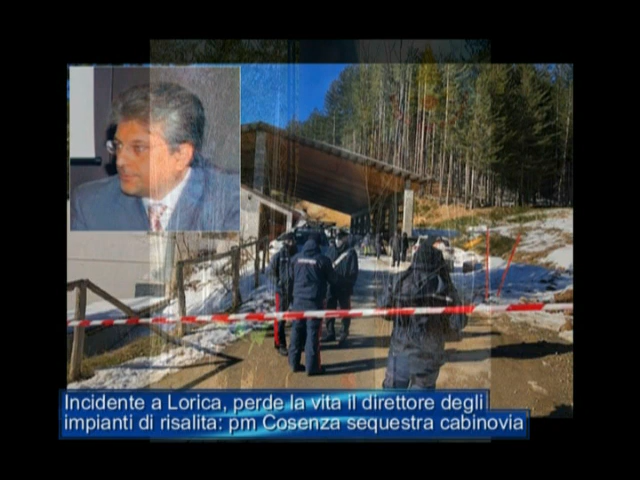 Incidente a Lorica, perde la vita il direttore degli
impianti di risalita: pm Cosenza sequestra cabinovia